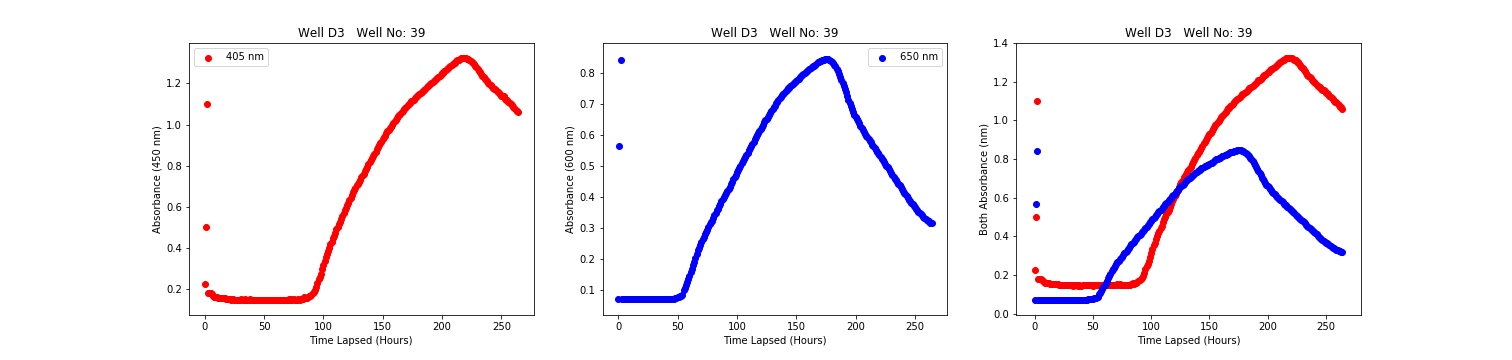 Well D3   Well No: 39
405 nm
Absorbance (450 nm)
1.2
1.0
0.8
0.6
0.4
0.2
0 50 100 150 200 250
Time Lapsed (Hours)
Well D3   Well No: 39
650 nm
Absorbance (600 nm)
0.8
0.7
0.6
0.5
0.4
0.3
0.2
0.1
0 50 100 150 200 250
Time Lapsed (Hours)
Well D3   Well No: 39
Both Absorbance (nm)
1.4
1.2
1.0
0.8
0.6
0.4
0.2
0.0
0 50 100 150 200 250
Time Lapsed (Hours)